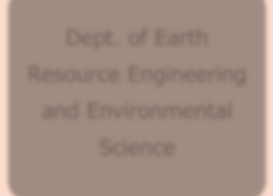 Dept. of Earth
Resource Engineering
and Environmental
Science